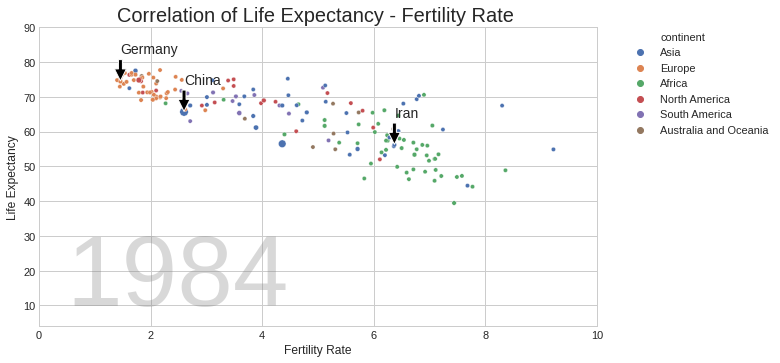 Correlation of Life Expectancy - Fertility Rate
90
80
70
60
50
40
30
20
10
0
2
4
6
8
10
Life Expectancy
Fertility Rate
Germany
China
Iran
1984
continent
Asia
Europe
Africa
North America
South America
Australia and Oceania